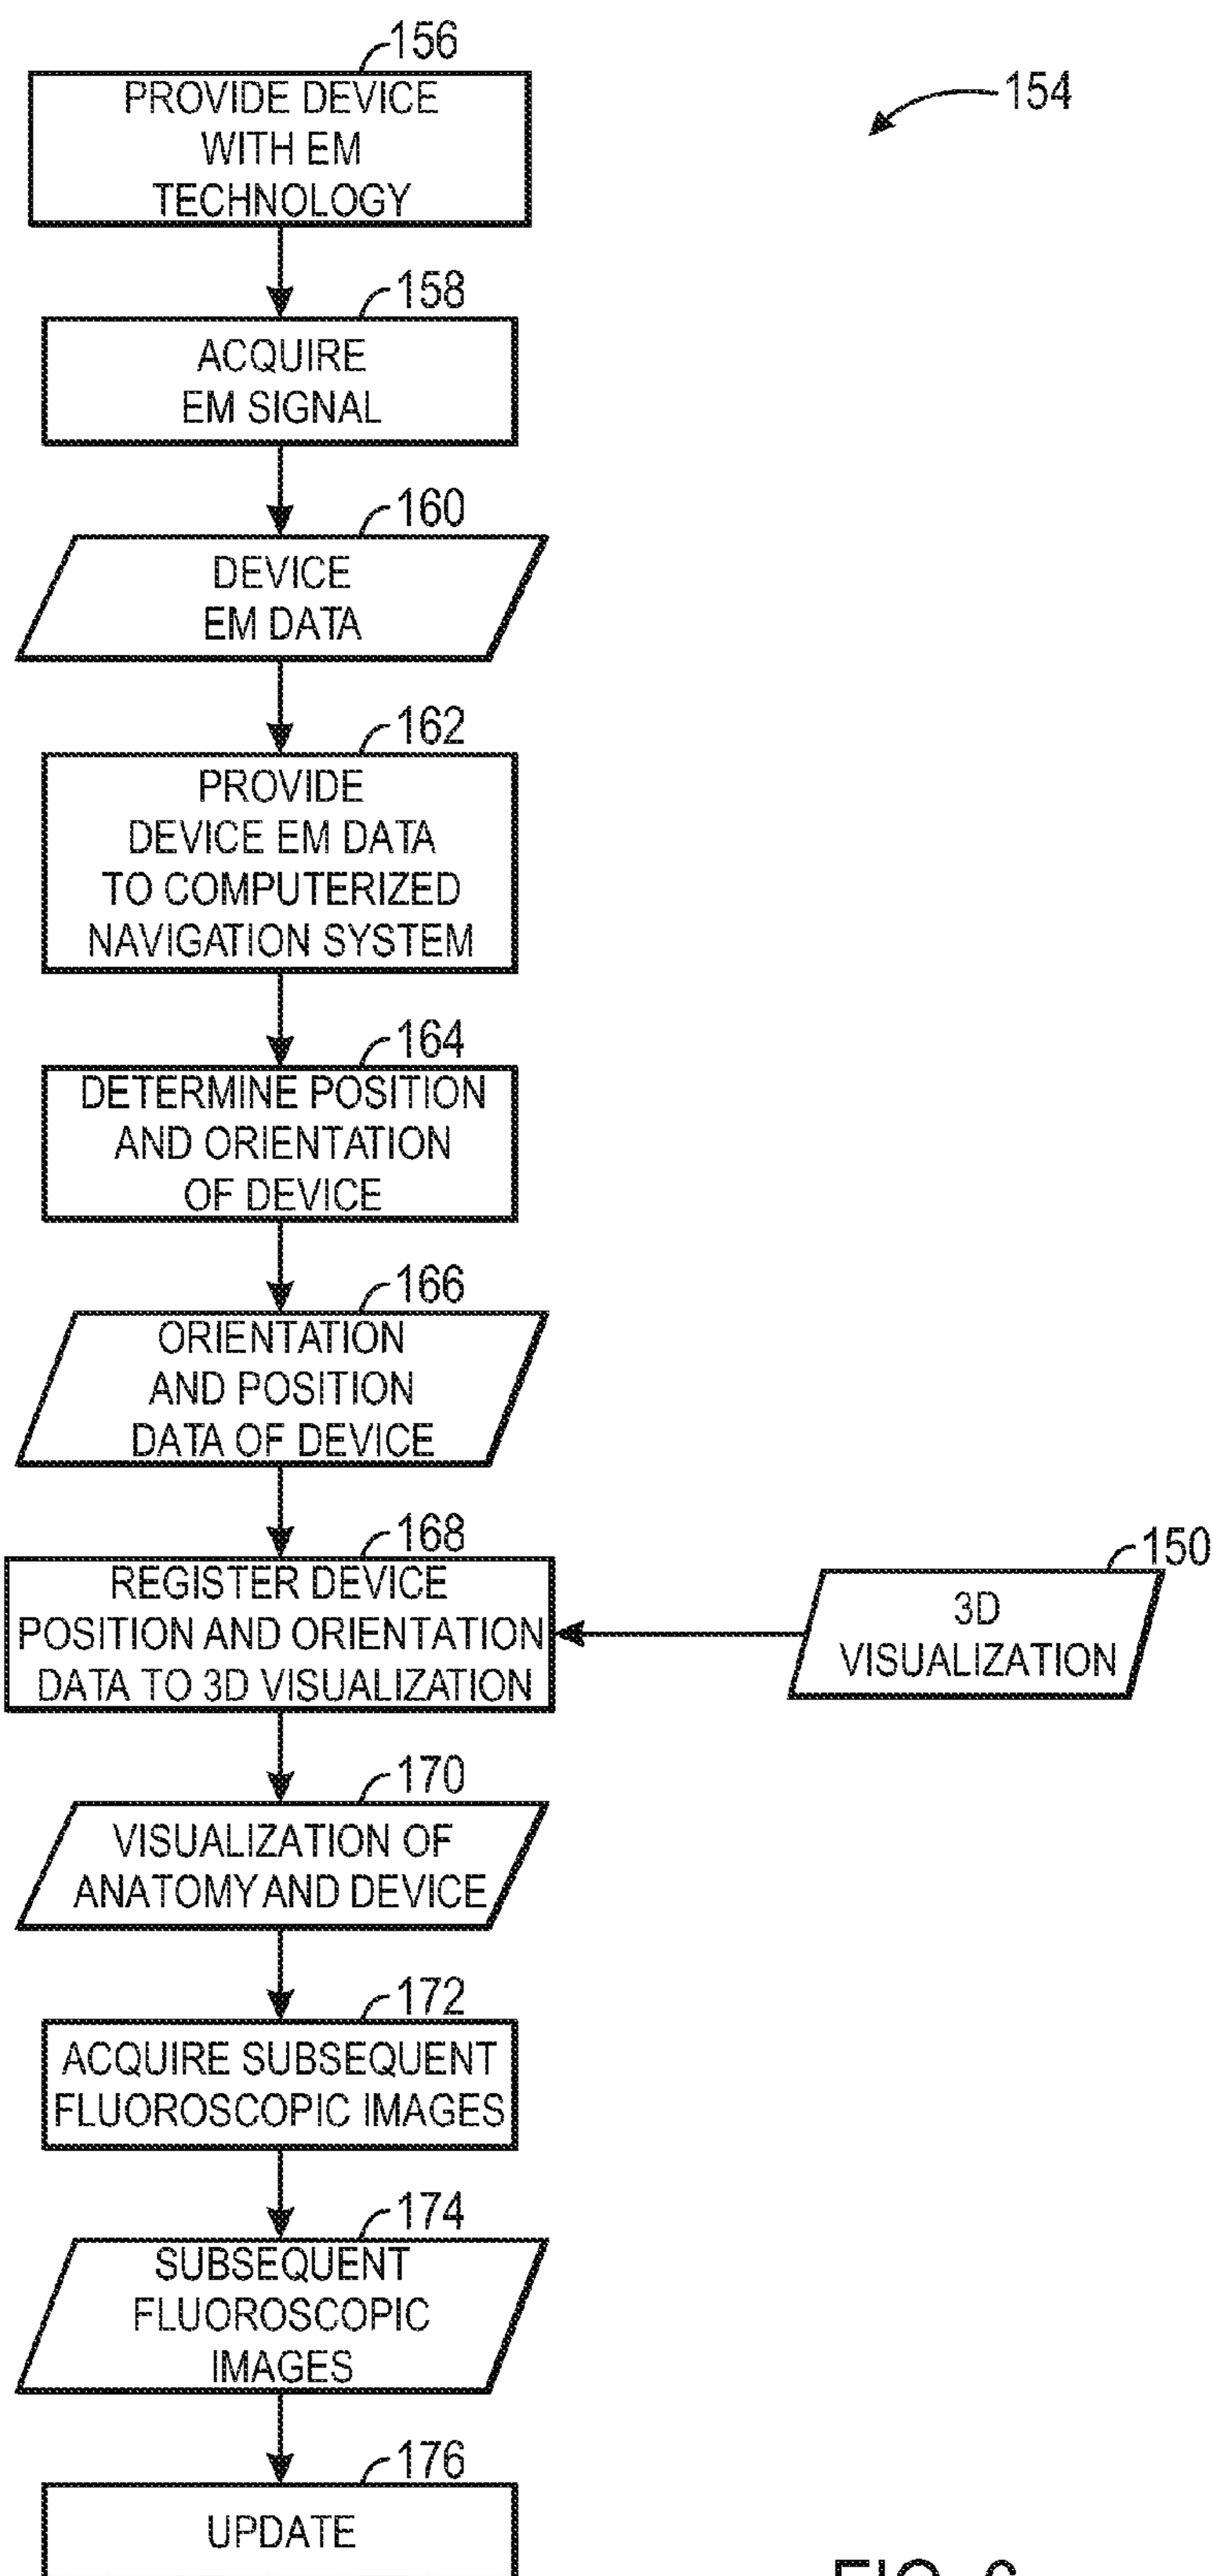 156
PROVIDE DEVICE
WITH EM
TECHNOLOGY
154
158
ACQUIRE
EM SIGNAL
160
DEVICE
EM DATA
162
PROVIDE
DEVICE EM DATA
TO COMPUTERIZED
NAVIGATION SYSTEM
164
DETERMINE POSITION
AND ORIENTATION
OF DEVICE
166
ORIENTATION
AND POSITION
DATA OF DEVICE
168
REGISTER DEVICE
POSITION AND ORIENTATION
DATA TO 3D VISUALIZATION
150
3D
VISUALIZATION
170
VISUALIZATION OF
ANATOMY AND DEVICE
172
ACQUIRE SUBSEQUENT
FLUOROSCOPIC IMAGES
174
SUBSEQUENT
FLUOROSCOPIC
IMAGES
176
UPDATE
FIG.